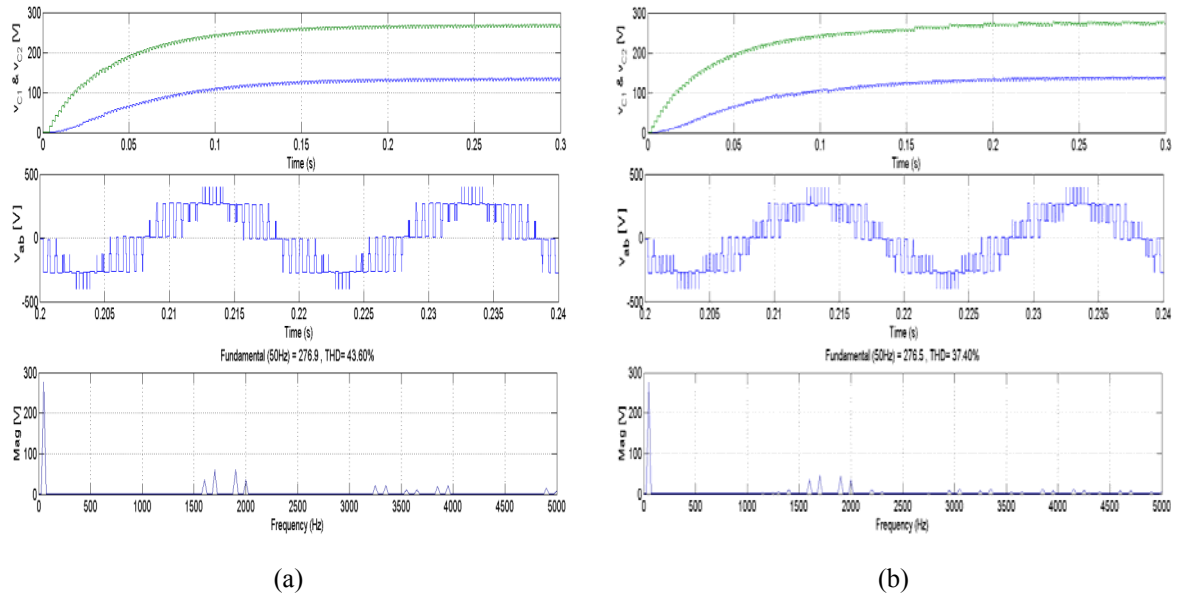 v_C1 & v_C2 [V]
300
200
100
0
0 0.05 0.1 0.15 0.2 0.25 0.3
Time (s)
v_ab [V]
500
0
-500
0.2 0.205 0.21 0.215 0.22 0.225 0.23 0.235 0.24
Time (s)
Fundamental (50Hz) = 276.9 , THD= 43.60%
Mag [V]
300
200
100
0
0 500 1000 1500 2000 2500 3000 3500 4000 4500 5000
Frequency (Hz)
(a)
v_C1 & v_C2 [V]
300
200
100
0
0 0.05 0.1 0.15 0.2 0.25 0.3
Time (s)
v_ab [V]
500
0
-500
0.2 0.205 0.21 0.215 0.22 0.225 0.23 0.235 0.24
Time (s)
Fundamental (50Hz) = 276.5 , THD= 37.40%
Mag [V]
300
200
100
0
0 500 1000 1500 2000 2500 3000 3500 4000 4500 5000
Frequency (Hz)
(b)